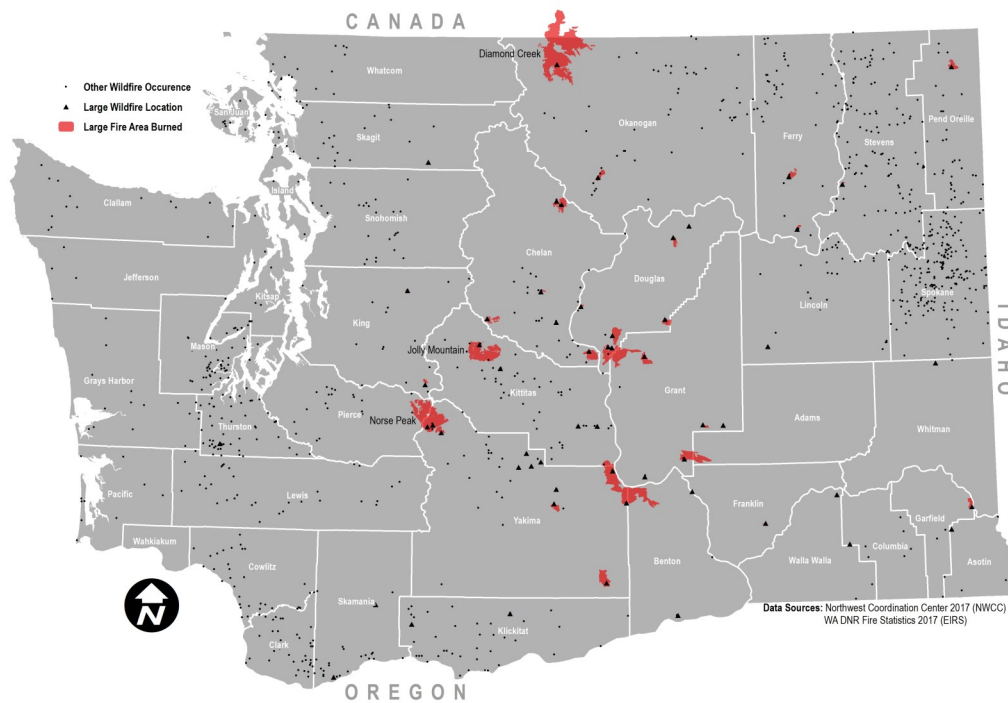 CANADA
Diamond Creek
Whatcom
Other Wildfire Occurence
Large Wildfire Location
Large Fire Area Burned
San Juan
Skagit
Okanogan
Ferry
Stevens
Pend Oreille
Island
Clallam
Snohomish
Chelan
Jefferson
Douglas
Kitsap
King
Lincoln
Spokane
IDAHO
Mason
Jolly Mountain
Grays Harbor
Kittitas
Grant
Pierce
Norse Peak
Adams
Thurston
Whitman
Pacific
Lewis
Yakima
Franklin
Garfield
Wahkiakum
Cowlitz
Benton
Walla Walla
Columbia
Asotin
N
Skamania
Data Sources: Northwest Coordination Center 2017 (NWCC)
WA DNR Fire Statistics 2017 (EIRS)
Klickitat
Clark
OREGON